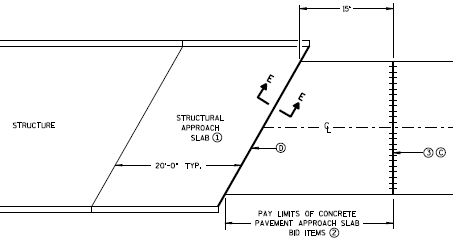 15'
E
E
STRUCTURE
STRUCTURAL
APPROACH
SLAB ①
℄
③ Ⓒ
Ⓓ
20'-0" TYP.
PAY LIMITS OF CONCRETE
PAVEMENT APPROACH SLAB
BID ITEMS ②